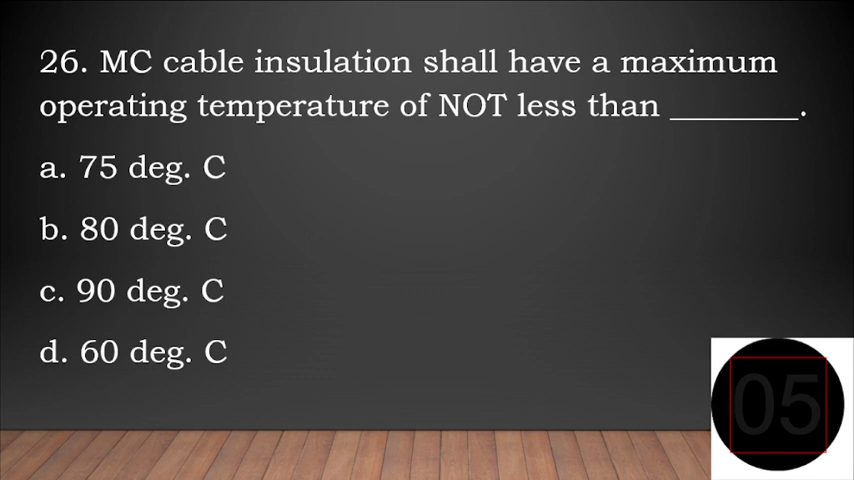 26. MC cable insulation shall have a maximum
operating temperature of NOT less than ________.
a. 75 deg. C
b. 80 deg. C
c. 90 deg. C
d. 60 deg. C
05